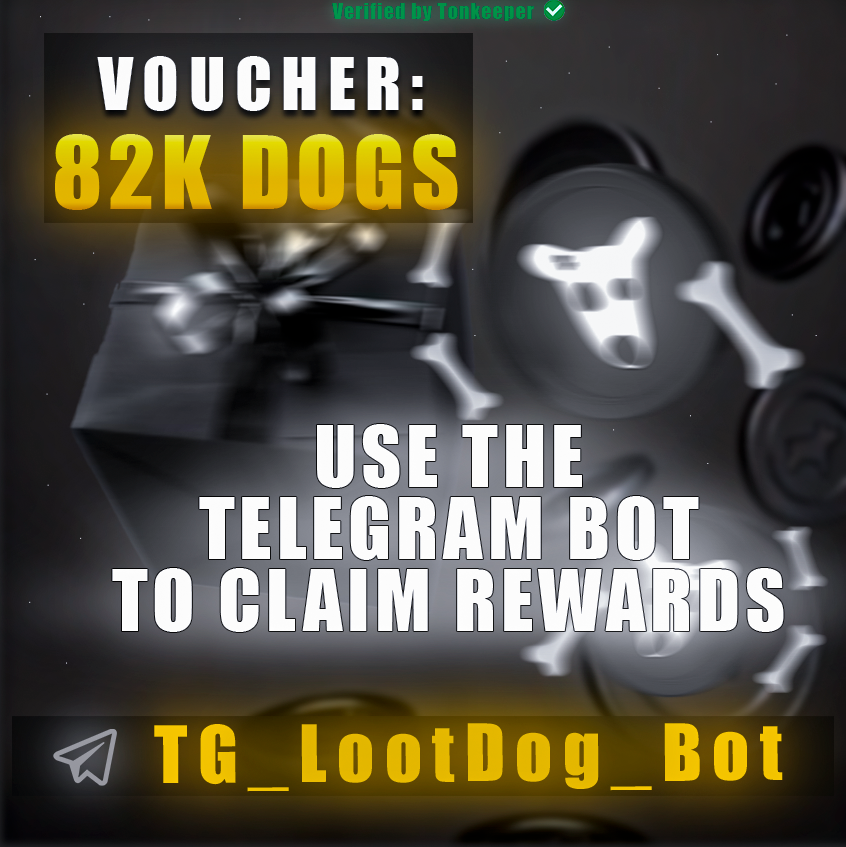 Verified by Tonkeeper
VOUCHER:
82K DOGS
USE THE
TELEGRAM BOT
TO CLAIM REWARDS
TG_LootDog_Bot